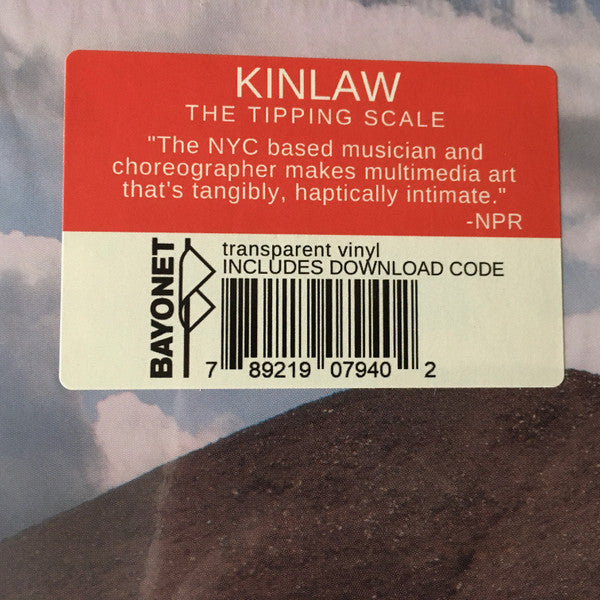 KINLAW
THE TIPPING SCALE
"The NYC based musician and
choreographer makes multimedia art
that's tangibly, haptically intimate."
-NPR
BAYONET
transparent vinyl
INCLUDES DOWNLOAD CODE
7 89219 07940 2